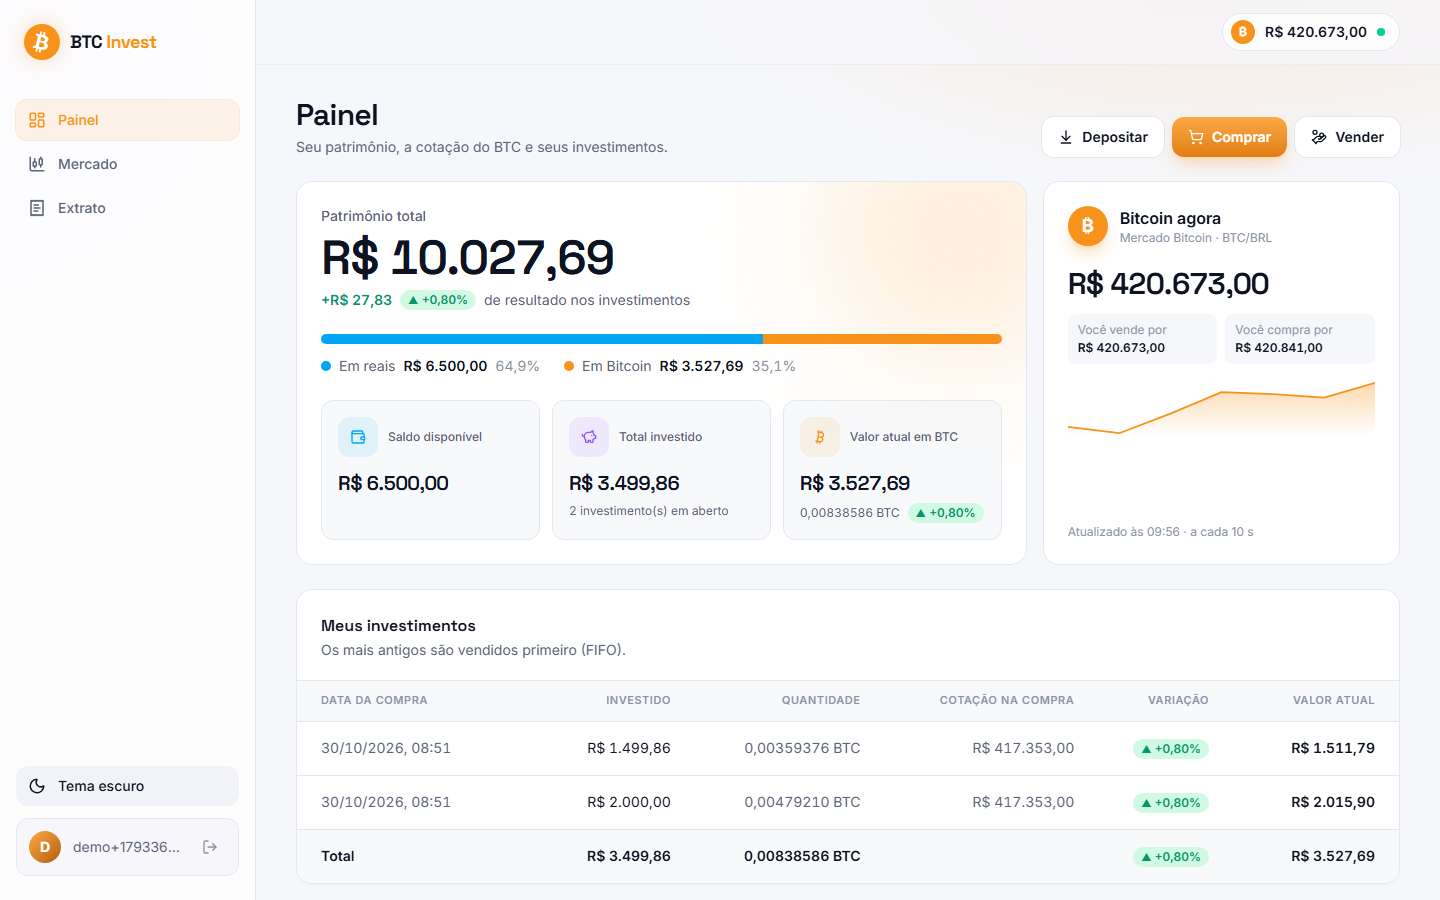 BTC Invest
R$ 420.673,00
Painel
Mercado
Extrato
Painel
Seu patrimônio, a cotação do BTC e seus investimentos.
Depositar
Comprar
Vender
Patrimônio total
R$ 10.027,69
+R$ 27,83 ▲ +0,80% de resultado nos investimentos
Em reais R$ 6.500,00 64,9% Em Bitcoin R$ 3.527,69 35,1%
Saldo disponível
R$ 6.500,00
Total investido
R$ 3.499,86
2 investimento(s) em aberto
Valor atual em BTC
R$ 3.527,69
0,00838586 BTC ▲ +0,80%
Bitcoin agora
Mercado Bitcoin · BTC/BRL
R$ 420.673,00
Você vende por
R$ 420.673,00
Você compra por
R$ 420.841,00
Atualizado às 09:56 · a cada 10 s
Meus investimentos
Os mais antigos são vendidos primeiro (FIFO).
DATA DA COMPRA INVESTIDO QUANTIDADE COTAÇÃO NA COMPRA VARIAÇÃO VALOR ATUAL
30/10/2026, 08:51 R$ 1.499,86 0,00359376 BTC R$ 417.353,00 ▲ +0,80% R$ 1.511,79
30/10/2026, 08:51 R$ 2.000,00 0,00479210 BTC R$ 417.353,00 ▲ +0,80% R$ 2.015,90
Total R$ 3.499,86 0,00838586 BTC ▲ +0,80% R$ 3.527,69
Tema escuro
D demo+179336...